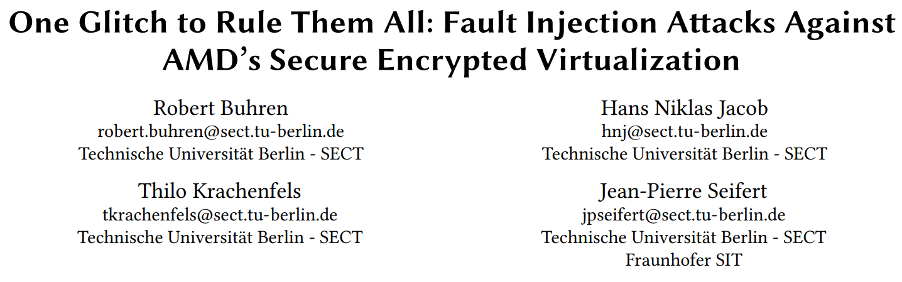 One Glitch to Rule Them All: Fault Injection Attacks Against
AMD's Secure Encrypted Virtualization
Robert Buhren
robert.buhren@sect.tu-berlin.de
Technische Universität Berlin - SECT
Hans Niklas Jacob
hnj@sect.tu-berlin.de
Technische Universität Berlin - SECT
Thilo Krachenfels
tkrachenfels@sect.tu-berlin.de
Technische Universität Berlin - SECT
Jean-Pierre Seifert
jpseifert@sect.tu-berlin.de
Technische Universität Berlin - SECT
Fraunhofer SIT